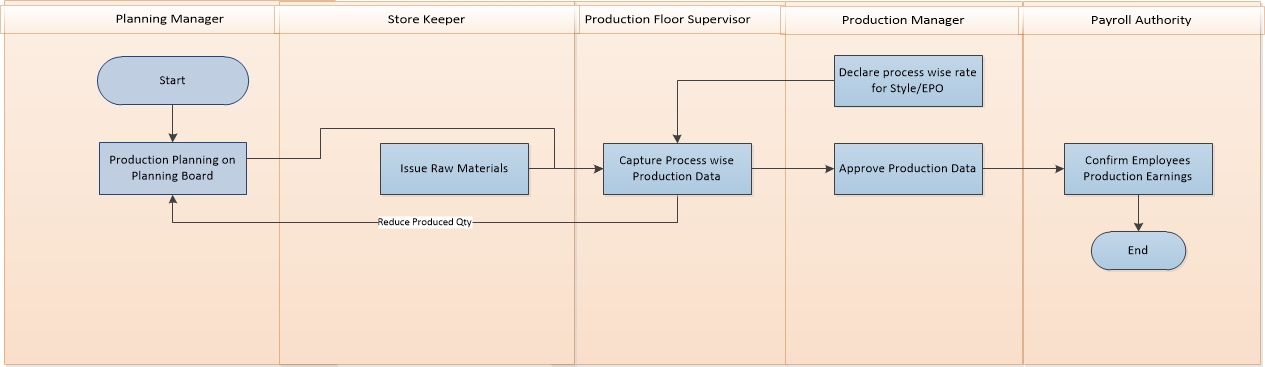 Planning Manager
Store Keeper
Production Floor Supervisor
Production Manager
Payroll Authority
Start
Declare process wise rate
for Style/EPO
Production Planning on
Planning Board
Issue Raw Materials
Capture Process wise
Production Data
Approve Production Data
Confirm Employees
Production Earnings
Reduce Produced Qty
End